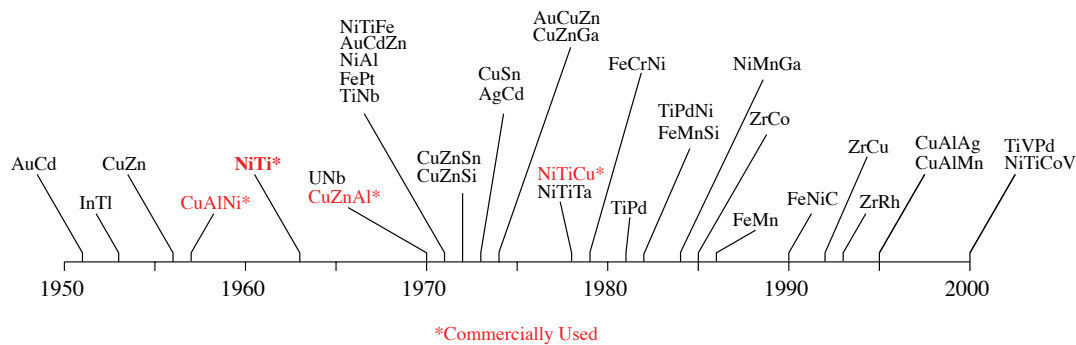 AuCd
InTl
CuZn
CuAlNi*
NiTi*
UNb
CuZnAl*
NiTiFe
AuCdZn
NiAl
FePt
TiNb
CuZnSn
CuZnSi
CuSn
AgCd
AuCuZn
CuZnGa
NiTiCu*
NiTiTa
FeCrNi
TiPd
TiPdNi
FeMnSi
NiMnGa
ZrCo
FeMn
FeNiC
ZrCu
ZrRh
CuAlAg
CuAlMn
TiVPd
NiTiCoV
1950 1960 1970 1980 1990 2000
*Commercially Used